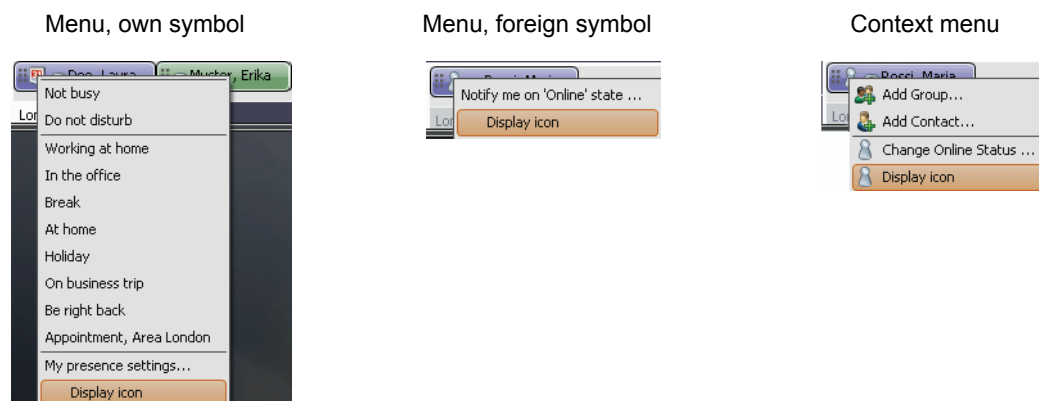 Menu, own symbol
Menu, foreign symbol
Context menu
Doe, Laura
Muster, Erika
Not busy
Do not disturb
Working at home
In the office
Break
At home
Holiday
On business trip
Be right back
Appointment, Area London
My presence settings...
Display icon
Notify me on 'Online' state ...
Display icon
Rossi, Maria
Add Group...
Add Contact...
Change Online Status ...
Display icon